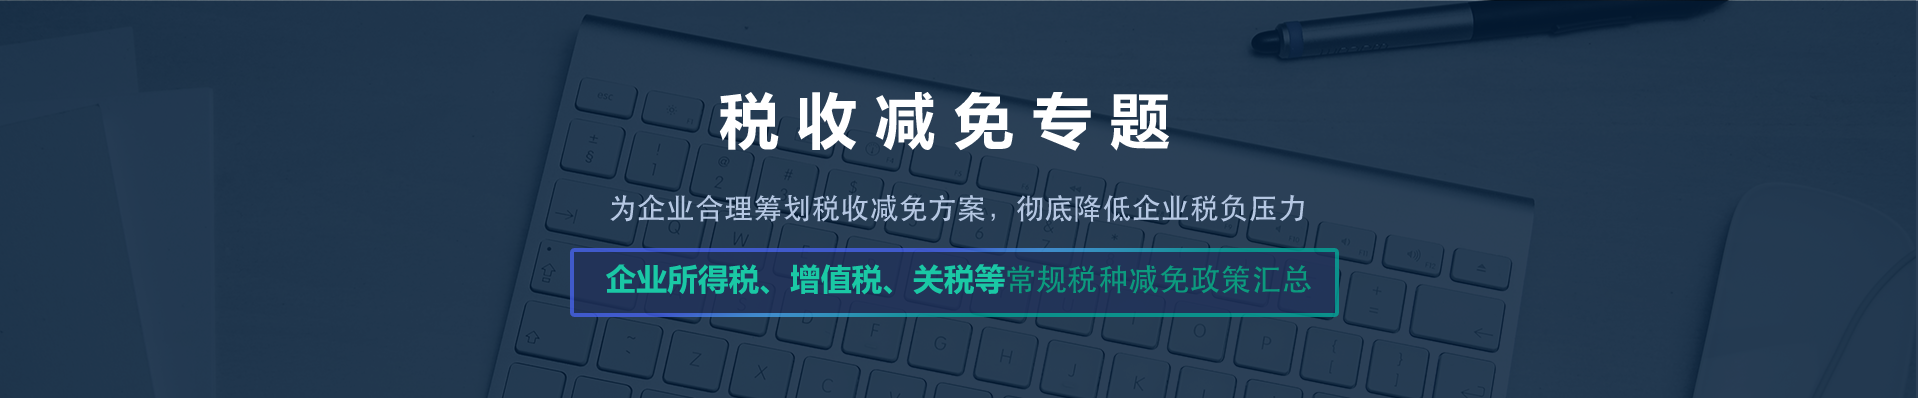 税收减免专题
为企业合理筹划税收减免方案，彻底降低企业税负压力
企业所得税、增值税、关税等常规税种减免政策汇总